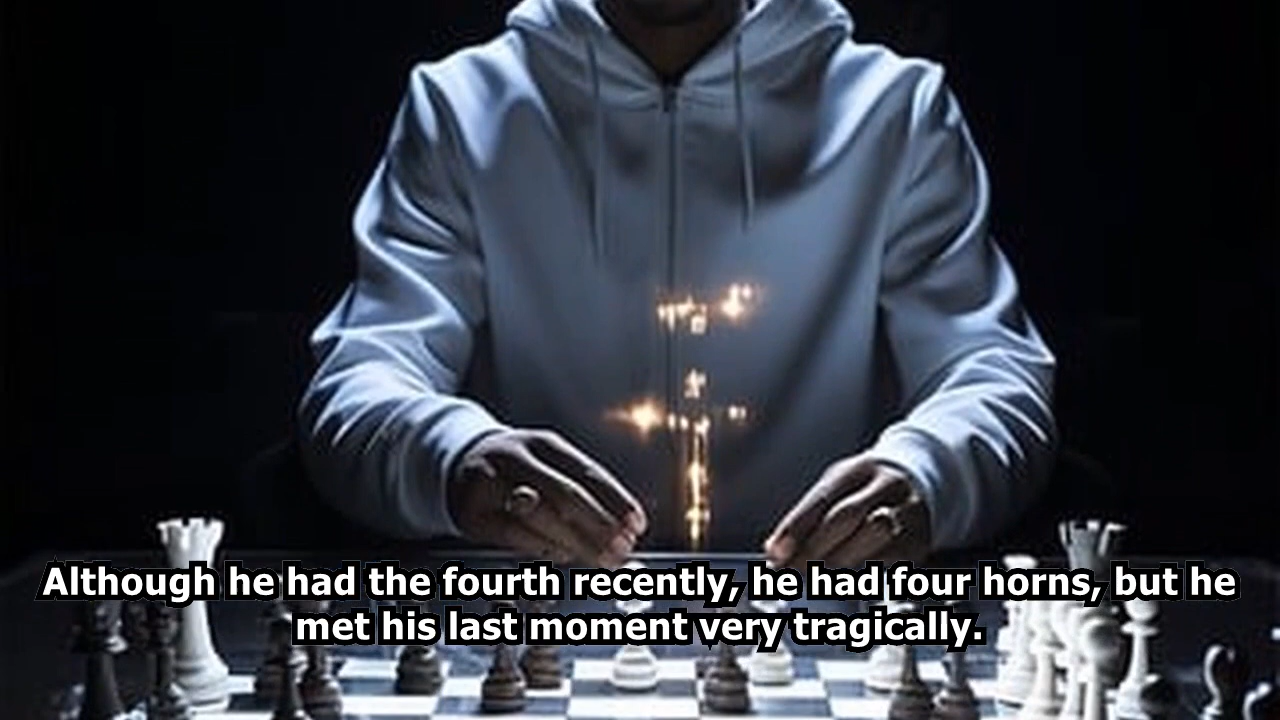 Although he had the fourth recently, he had four horns, but he
met his last moment very tragically.